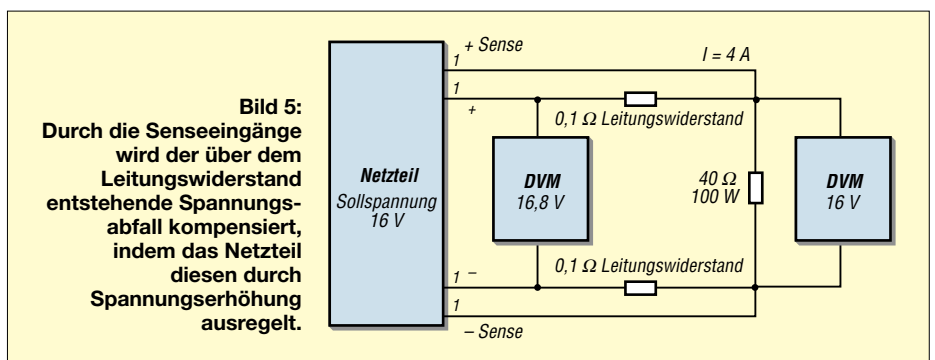 Bild 5:
Durch die Senseeingänge
wird der über dem
Leitungswiderstand
entstehende Spannungs-
abfall kompensiert,
indem das Netzteil
diesen durch
Spannungserhöhung
ausregelt.
+ Sense
1
I = 4 A
1
+
0,1 Ω Leitungswiderstand
Netzteil
Sollspannung
16 V
DVM
16,8 V
40 Ω
100 W
DVM
16 V
0,1 Ω Leitungswiderstand
1 –
1
– Sense